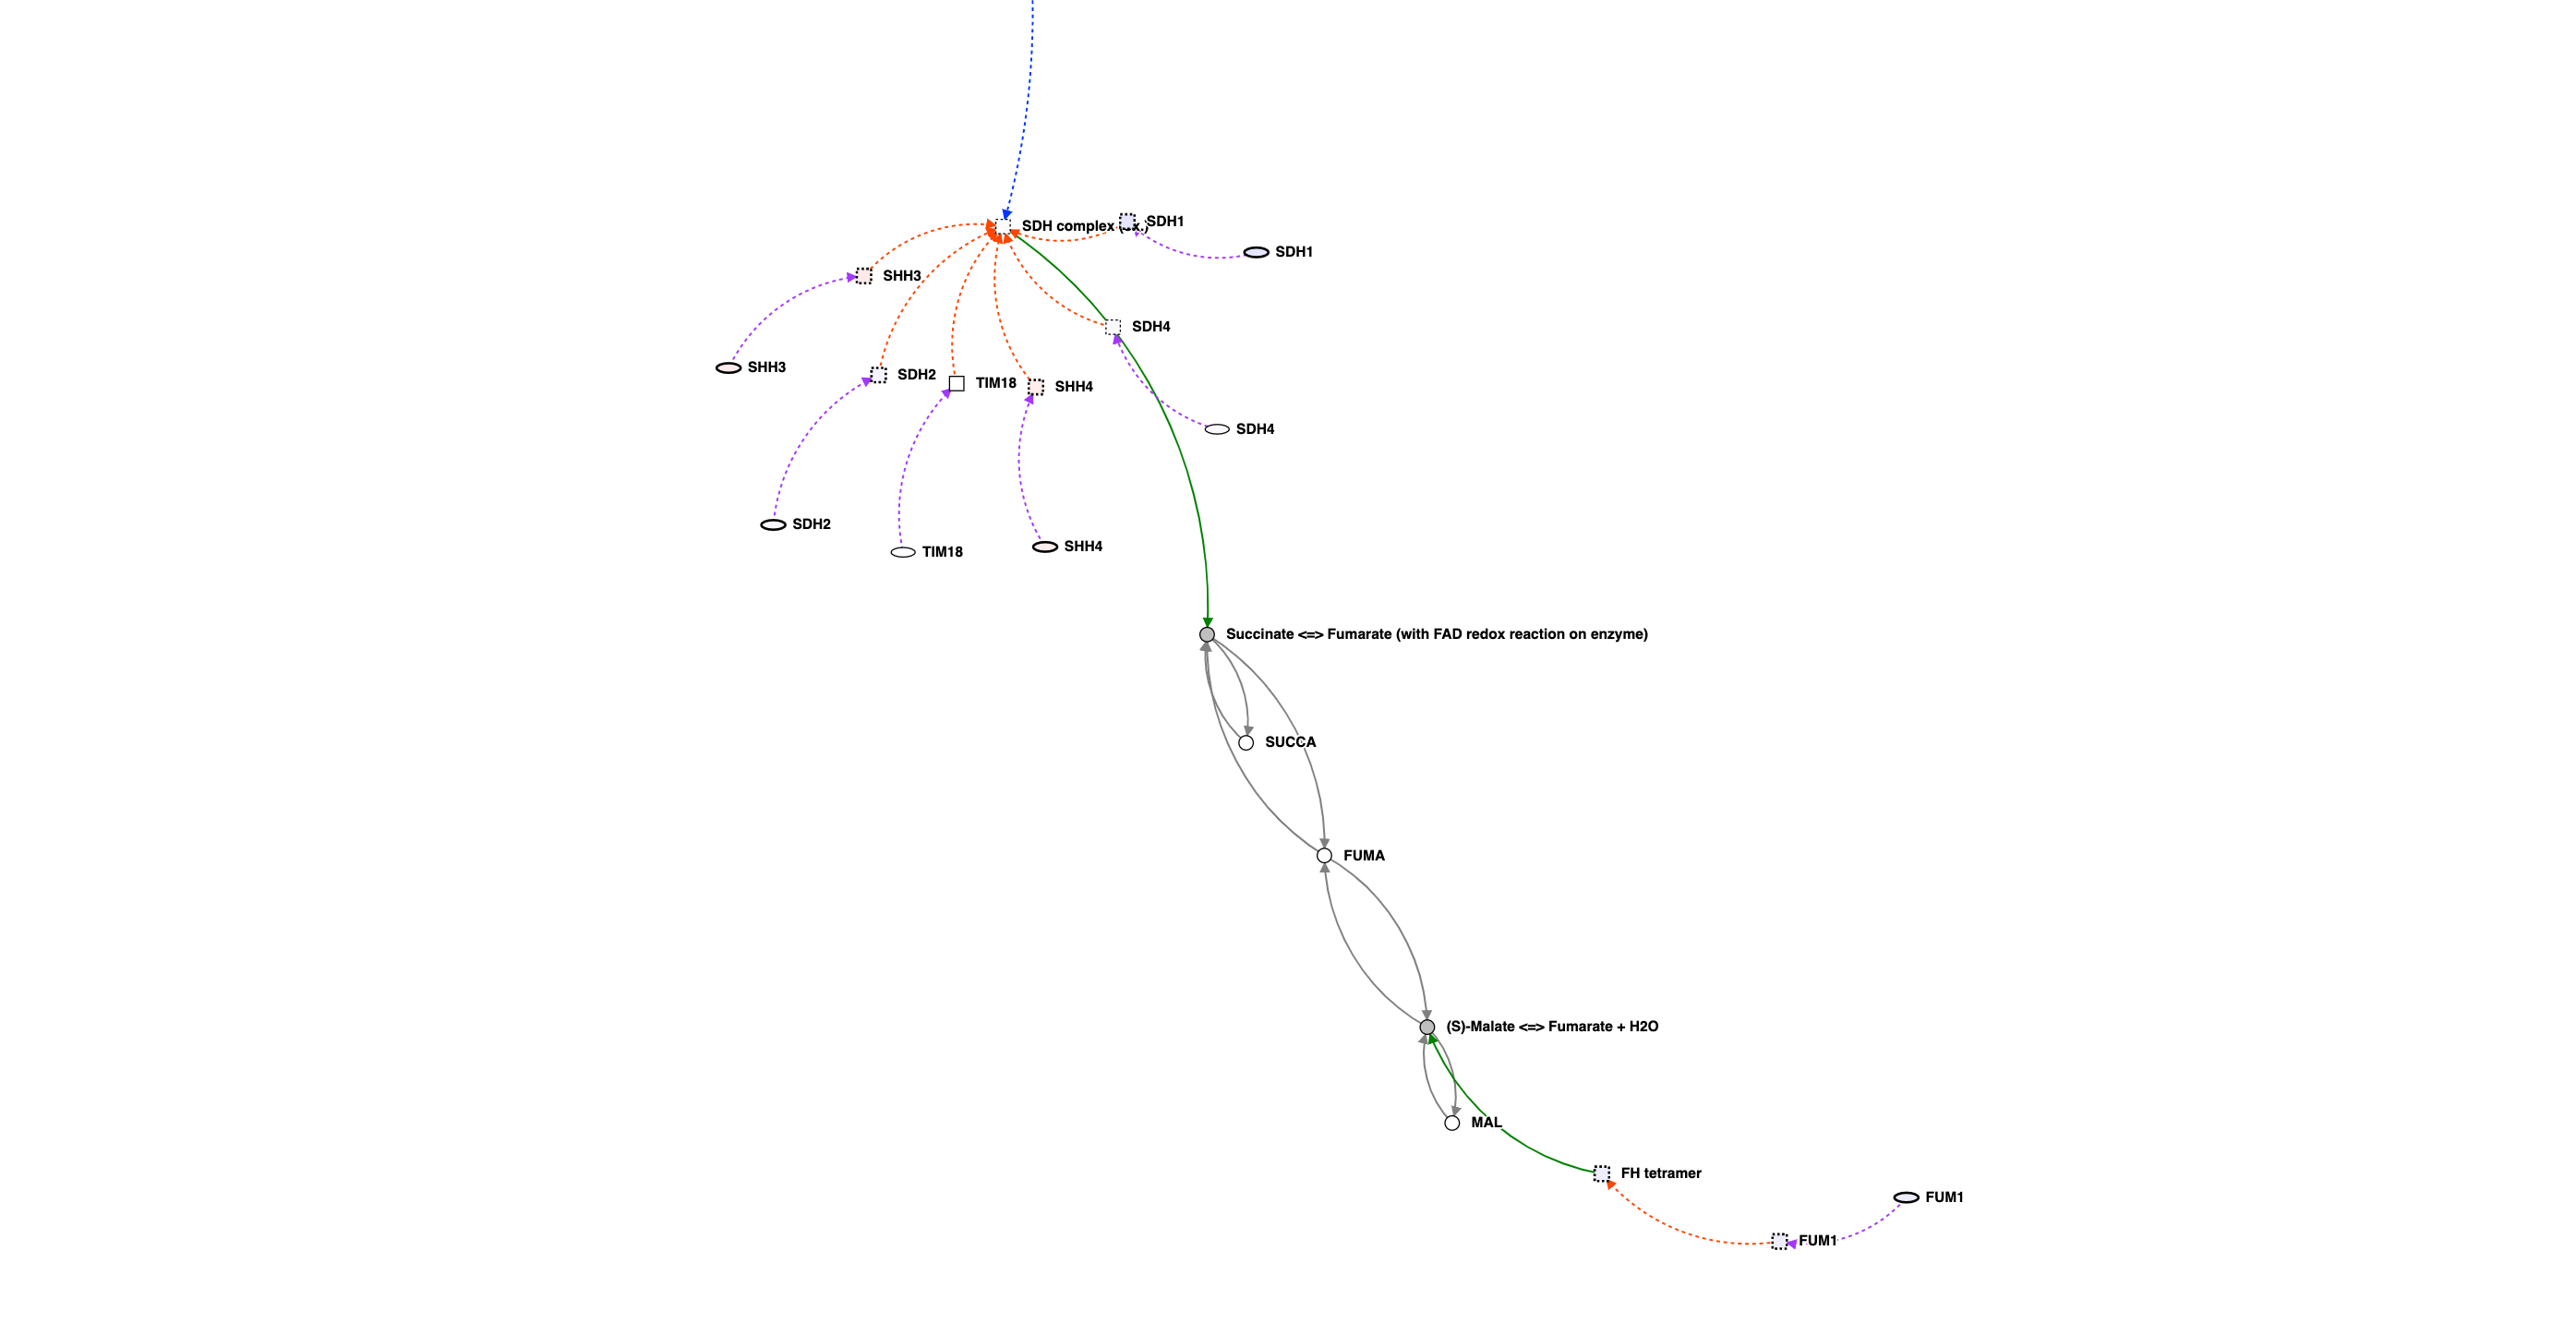 SDH1
SDH complex (ex.)
SDH1
SHH3
SDH4
SHH3
SDH2
TIM18
SHH4
SDH4
SDH2
SHH4
TIM18
Succinate <=> Fumarate (with FAD redox reaction on enzyme)
SUCCA
FUMA
(S)-Malate <=> Fumarate + H2O
MAL
FH tetramer
FUM1
FUM1